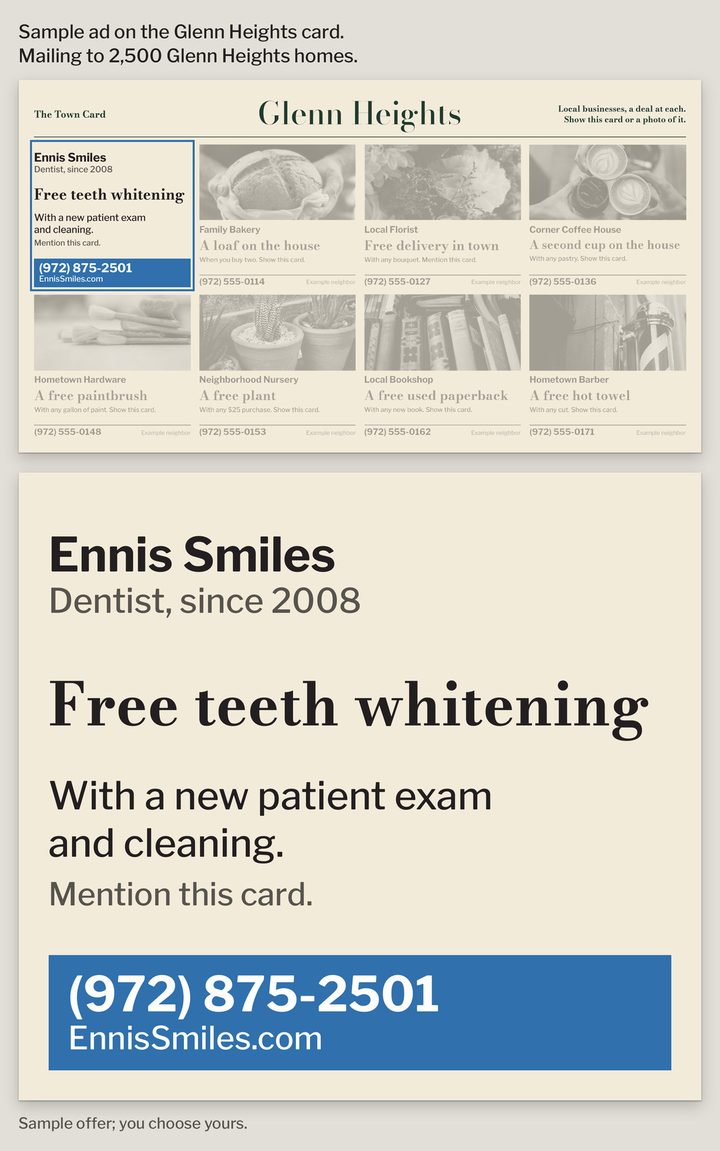 Sample ad on the Glenn Heights card.
Mailing to 2,500 Glenn Heights homes.
The Town Card
Glenn Heights
Local businesses, a deal at each.
Show this card or a photo of it.
Ennis Smiles
Dentist, since 2008
Free teeth whitening
With a new patient exam
and cleaning.
Mention this card.
(972) 875-2501
EnnisSmiles.com
Family Bakery
A loaf on the house
When you buy two. Show this card.
(972) 555-0114
Example neighbor
Local Florist
Free delivery in town
With any bouquet. Mention this card.
(972) 555-0127
Example neighbor
Corner Coffee House
A second cup on the house
With any pastry. Show this card.
(972) 555-0136
Example neighbor
Hometown Hardware
A free paintbrush
With any gallon of paint. Show this card.
(972) 555-0148
Example neighbor
Neighborhood Nursery
A free plant
With any $25 purchase. Show this card.
(972) 555-0153
Example neighbor
Local Bookshop
A free used paperback
With any new book. Show this card.
(972) 555-0162
Example neighbor
Hometown Barber
A free hot towel
With any cut. Show this card.
(972) 555-0171
Example neighbor
Ennis Smiles
Dentist, since 2008
Free teeth whitening
With a new patient exam
and cleaning.
Mention this card.
(972) 875-2501
EnnisSmiles.com
Sample offer; you choose yours.